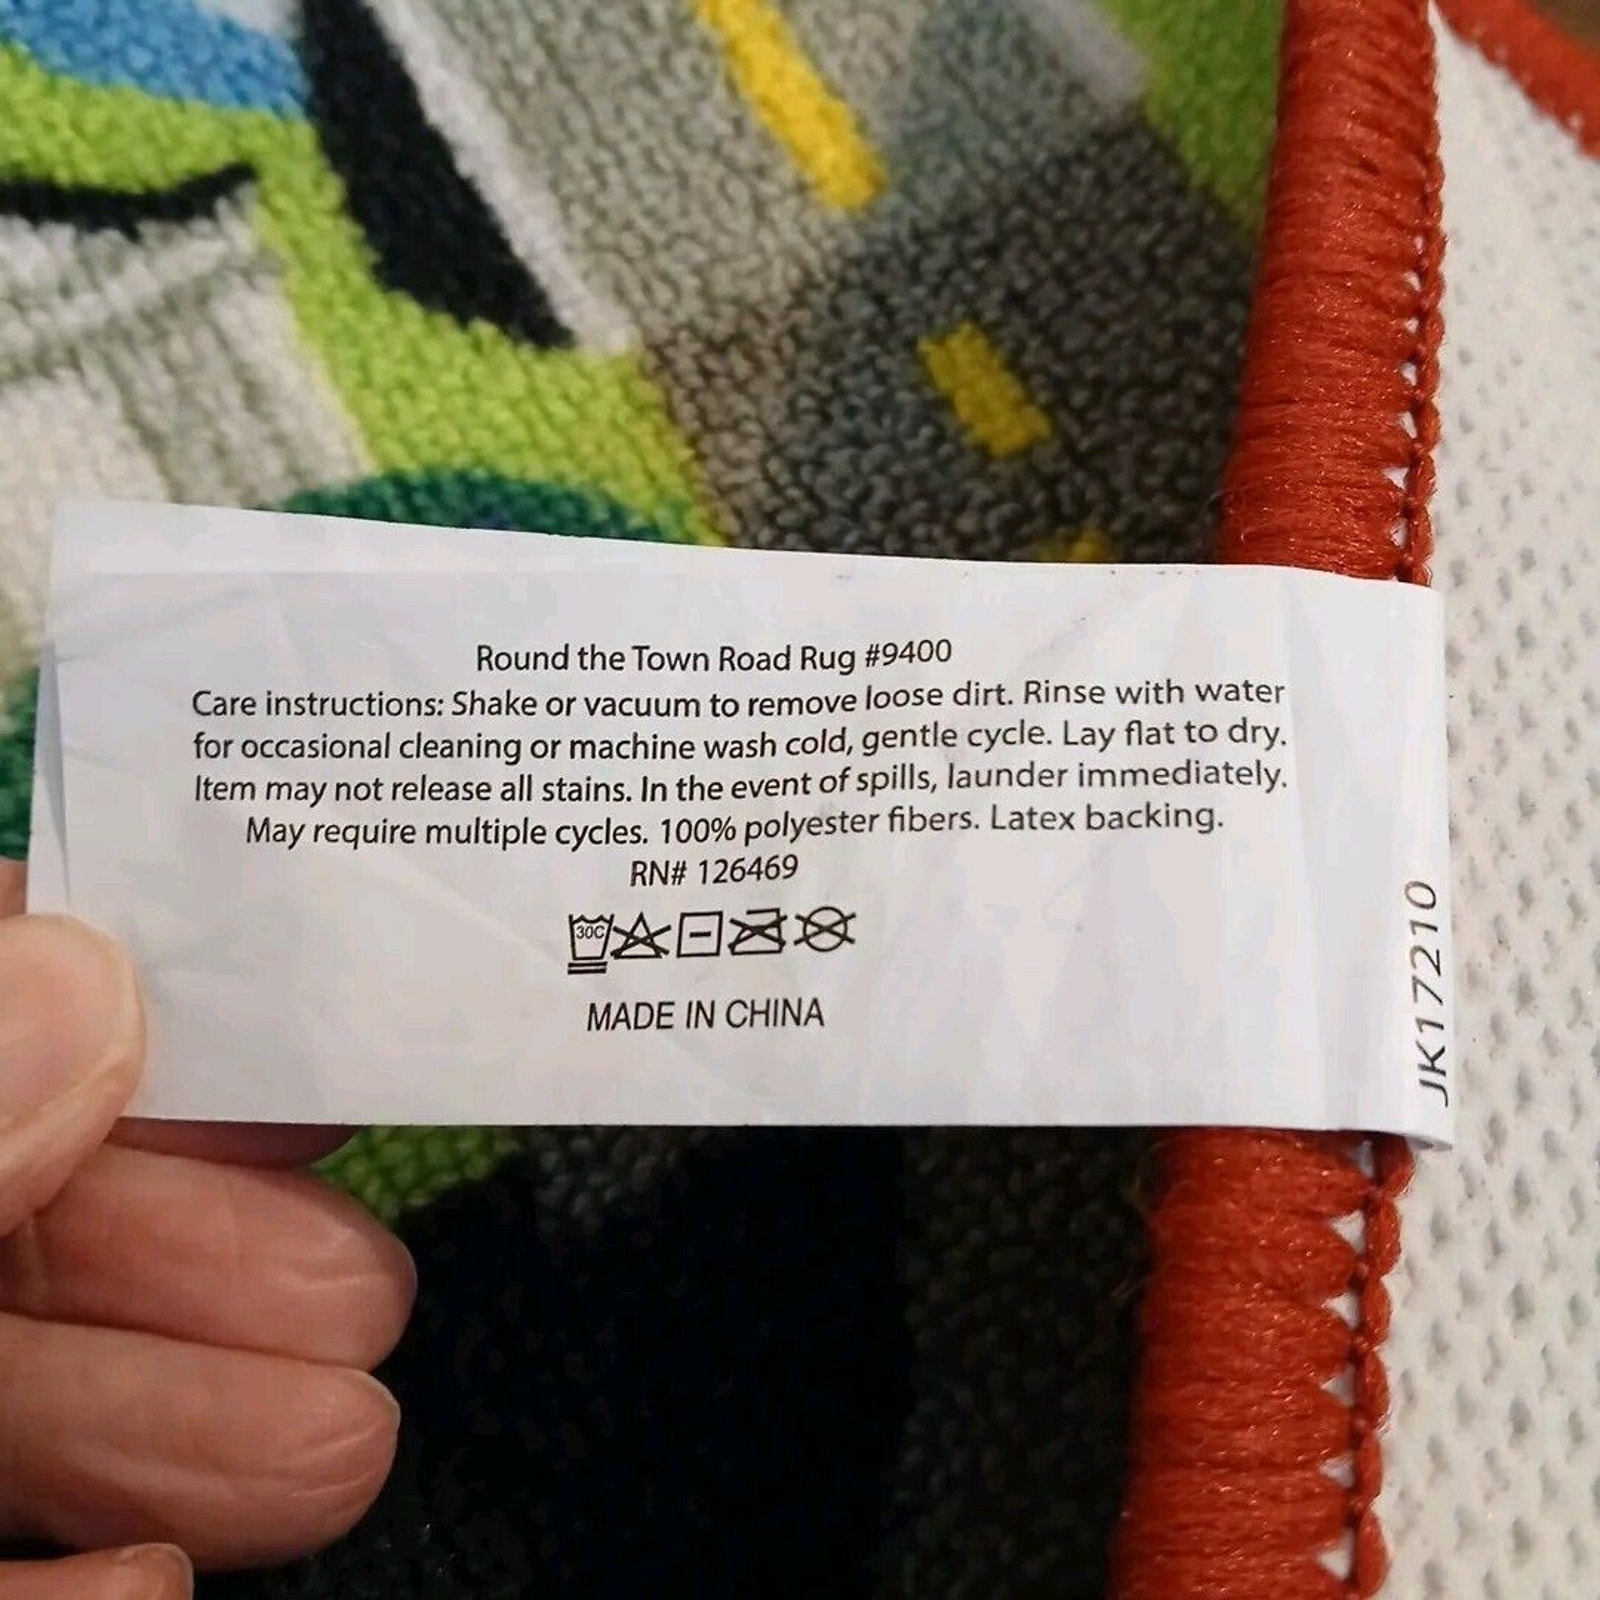 Round the Town Road Rug #9400
Care instructions: Shake or vacuum to remove loose dirt. Rinse with water
for occasional cleaning or machine wash cold, gentle cycle. Lay flat to dry.
Item may not release all stains. In the event of spills, launder immediately.
May require multiple cycles. 100% polyester fibers. Latex backing.
RN# 126469
30C
MADE IN CHINA
JK17210